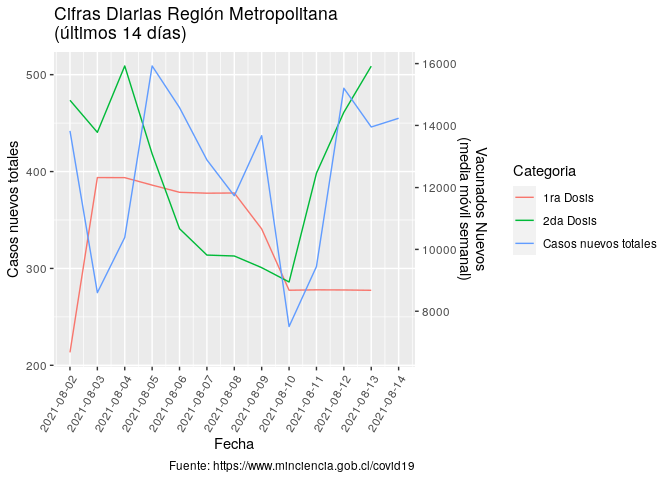 Cifras Diarias Región Metropolitana
(últimos 14 días)
500
400
300
200
Casos nuevos totales
16000
14000
12000
10000
8000
Vacunados Nuevos
(media móvil semanal)
2021-08-02
2021-08-03
2021-08-04
2021-08-05
2021-08-06
2021-08-07
2021-08-08
2021-08-09
2021-08-10
2021-08-11
2021-08-12
2021-08-13
2021-08-14
Fecha
Categoria
1ra Dosis
2da Dosis
Casos nuevos totales
Fuente: https://www.minciencia.gob.cl/covid19